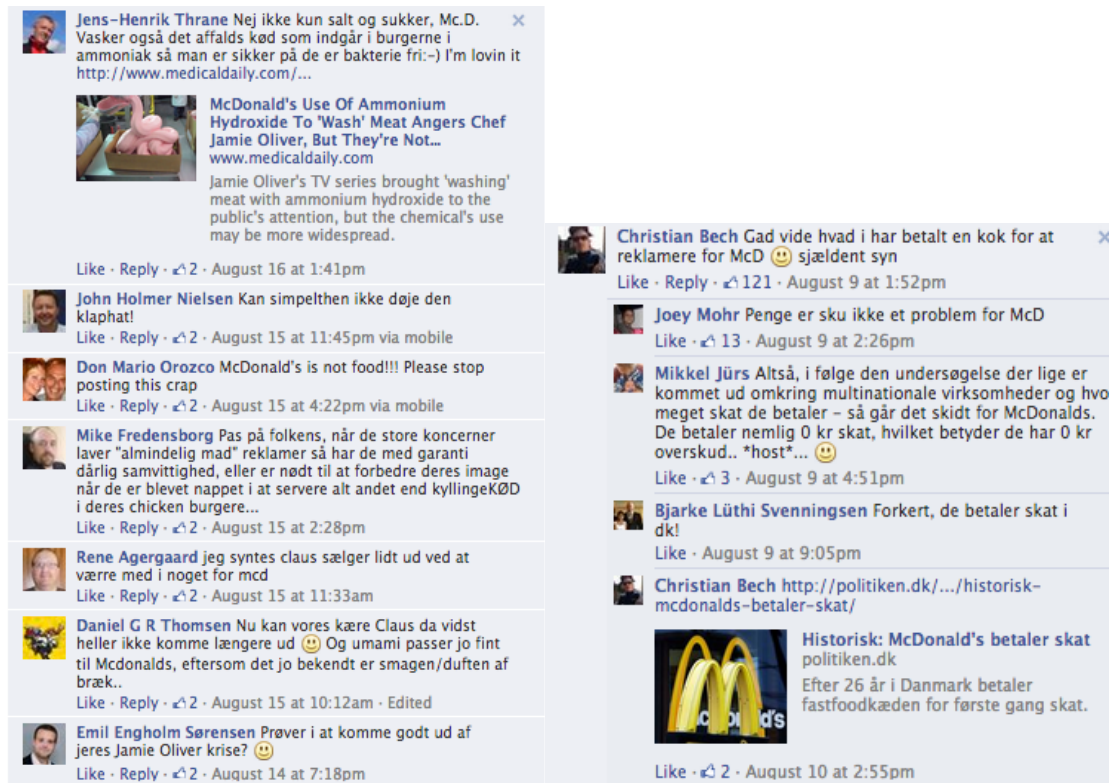 Jens-Henrik Thrane Nej ikke kun salt og sukker, Mc.D.
Vasker også det affalds kød som indgår i burgerne i
ammoniak så man er sikker på de er bakterie fri:-) I'm lovin it
http://www.medicaldaily.com/...
McDonald's Use Of Ammonium
Hydroxide To 'Wash' Meat Angers Chef
Jamie Oliver, But They're Not...
www.medicaldaily.com
Jamie Oliver's TV series brought 'washing'
meat with ammonium hydroxide to the
public's attention, but the chemical's use
may be more widespread.
Like · Reply · 2 · August 16 at 1:41pm
John Holmer Nielsen Kan simpelthen ikke døje den
klaphat!
Like · Reply · 2 · August 15 at 11:45pm via mobile
Don Mario Orozco McDonald's is not food!!! Please stop
posting this crap
Like · Reply · 2 · August 15 at 4:22pm via mobile
Mike Fredensborg Pas på folkens, når de store koncerner
laver "almindelig mad" reklamer så har de med garanti
dårlig samvittighed, eller er nødt til at forbedre deres image
når de er blevet nappet i at servere alt andet end kyllingeKØD
i deres chicken burgere...
Like · Reply · 2 · August 15 at 2:28pm
Rene Agergaard jeg syntes claus sælger lidt ud ved at
værre med i noget for mcd
Like · Reply · 2 · August 15 at 11:33am
Daniel G R Thomsen Nu kan vores kære Claus da vidst
heller ikke komme længere ud Og umami passer jo fint
til Mcdonalds, eftersom det jo bekendt er smagen/duften af
bræk..
Like · Reply · 2 · August 15 at 10:12am · Edited
Emil Engholm Sørensen Prøver i at komme godt ud af
jeres Jamie Oliver krise?
Like · Reply · 2 · August 14 at 7:18pm
Christian Bech Gad vide hvad i har betalt en kok for at
reklamere for McD sjældent syn
Like · Reply · 121 · August 9 at 1:52pm
Joey Mohr Penge er sku ikke et problem for McD
Like · 13 · August 9 at 2:26pm
Mikkel Jürs Altså, i følge den undersøgelse der lige er
kommet ud omkring multinationale virksomheder og hvo
meget skat de betaler - så går det skidt for McDonalds.
De betaler nemlig 0 kr skat, hvilket betyder de har 0 kr
overskud.. *host*...
Like · 3 · August 9 at 4:51pm
Bjarke Lüthi Svenningsen Forkert, de betaler skat i
dk!
Like · August 9 at 9:05pm
Christian Bech http://politiken.dk/.../historisk-
mcdonalds-betaler-skat/
Historisk: McDonald's betaler skat
politiken.dk
Efter 26 år i Danmark betaler
fastfoodkæden for første gang skat.
Like · 2 · August 10 at 2:55pm